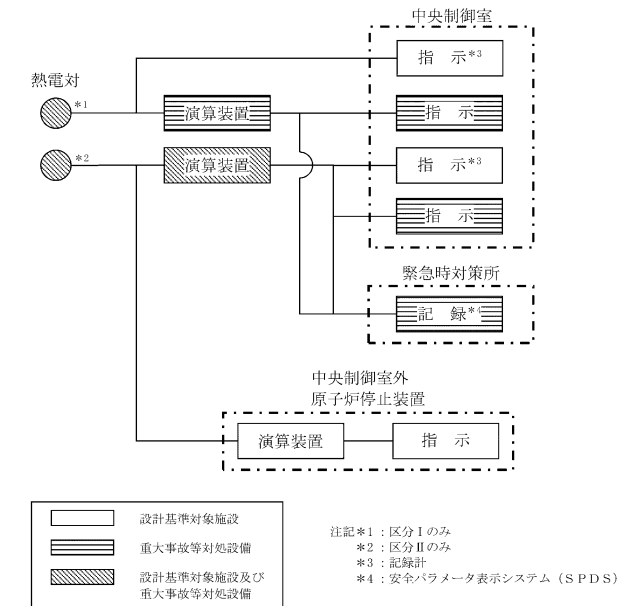 中央制御室
指 示*3
熱電対
*1
演算装置
指 示
*2
演算装置
指 示*3
指 示
緊急時対策所
記 録*4
中央制御室外
原子炉停止装置
演算装置
指 示
設計基準対象施設
重大事故等対処設備
設計基準対象施設及び
重大事故等対処設備
注記*1：区分Ⅰのみ
*2：区分Ⅱのみ
*3：記録計
*4：安全パラメータ表示システム（ＳＰＤＳ）